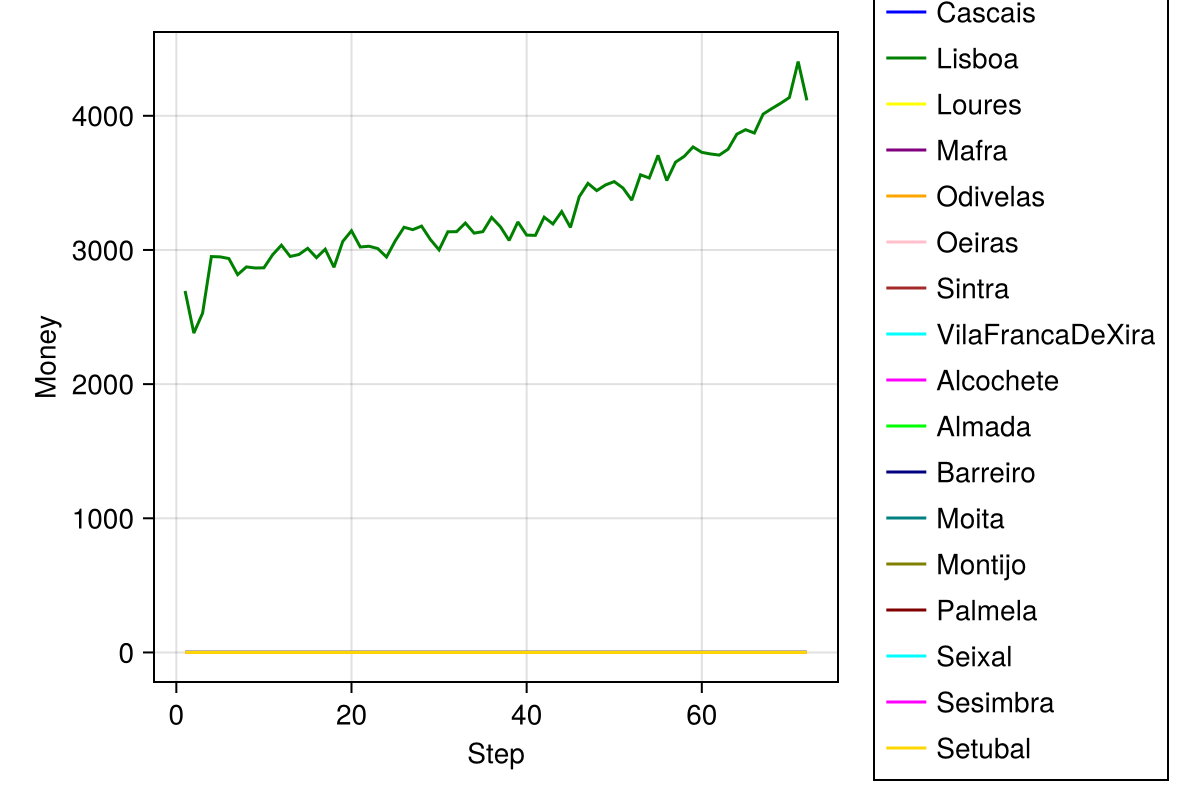 Cascais
Lisboa
Loures
Mafra
Odivelas
Oeiras
Sintra
VilaFrancaDeXira
Alcochete
Almada
Barreiro
Moita
Montijo
Palmela
Seixal
Sesimbra
Setubal
Money
4000
3000
2000
1000
0
0 20 40 60
Step